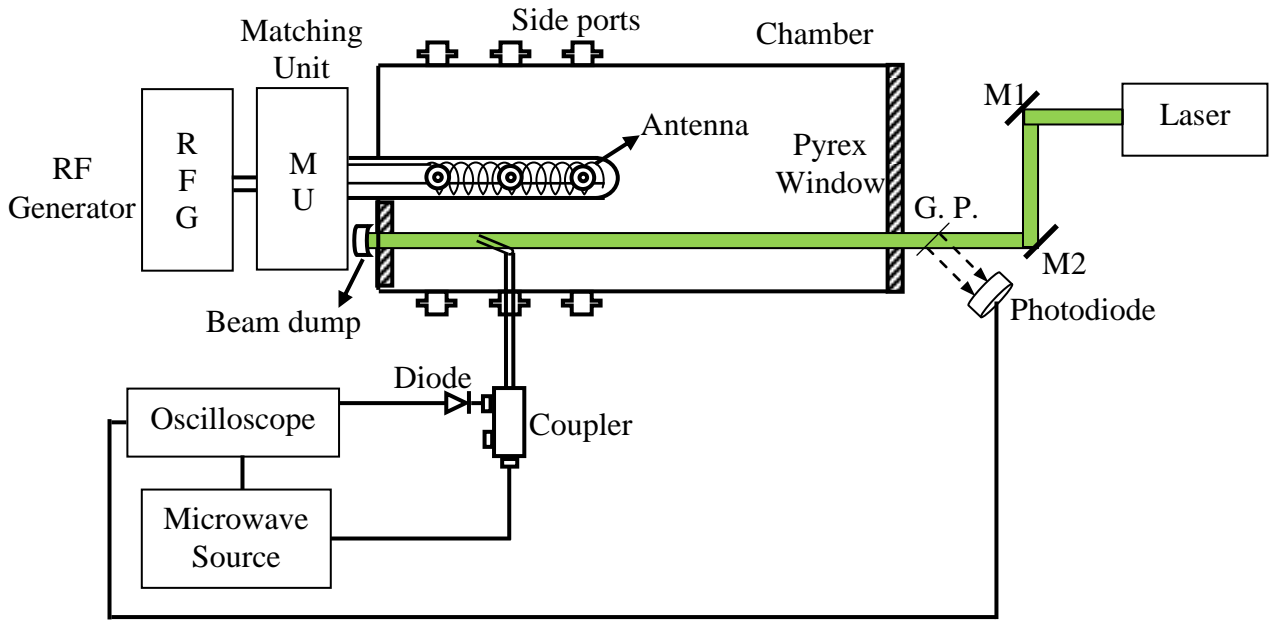 Side ports
Matching
Unit
Chamber
M1
Laser
R
F
G
M
U
Antenna
RF
Generator
Pyrex
Window
G. P.
M2
Beam dump
Photodiode
Diode
Oscilloscope
Coupler
Microwave
Source